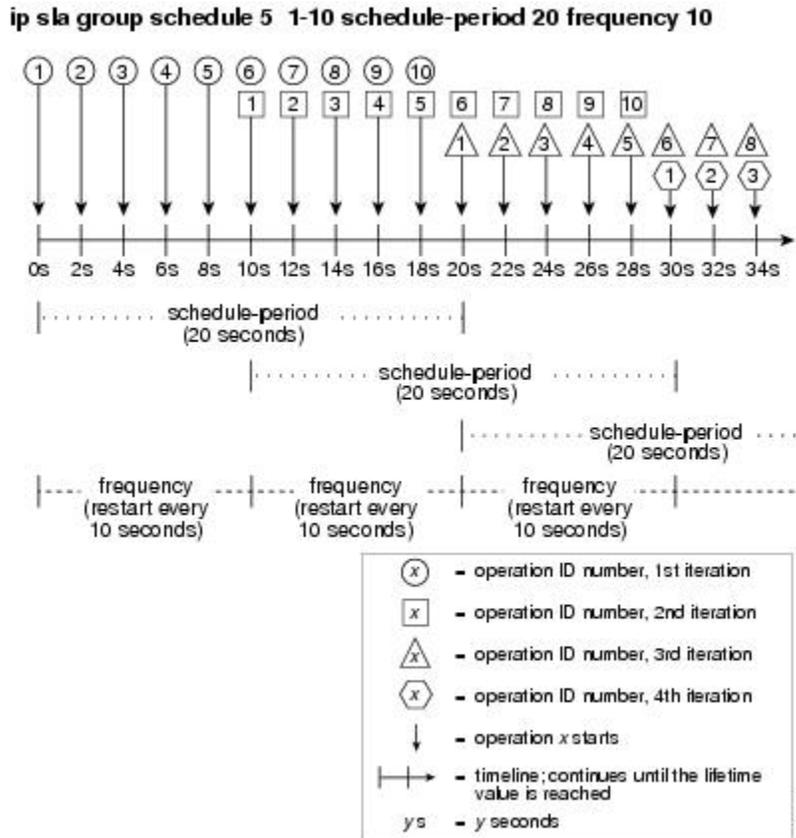 ip sla group schedule 5 1-10 schedule-period 20 frequency 10
1 2 3 4 5 6 7 8 9 10
1 2 3 4 5 6 7 8 9 10
1 2 3 4 5 6 7 8
1 2 3
0s 2s 4s 6s 8s 10s 12s 14s 16s 18s 20s 22s 24s 26s 28s 30s 32s 34s
schedule-period
(20 seconds)
schedule-period
(20 seconds)
schedule-period
(20 seconds)
frequency
(restart every
10 seconds)
frequency
(restart every
10 seconds)
frequency
(restart every
10 seconds)
x = operation ID number, 1st iteration
x = operation ID number, 2nd iteration
x = operation ID number, 3rd iteration
x = operation ID number, 4th iteration
= operation x starts
= timeline; continues until the lifetime
value is reached
y s = y seconds